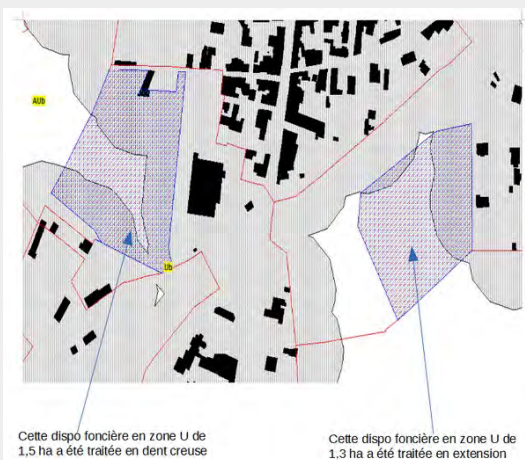 AUb
Ub
Cette dispo foncière en zone U de
1,5 ha a été traitée en dent creuse
Cette dispo foncière en zone U de
1,3 ha a été traitée en extension